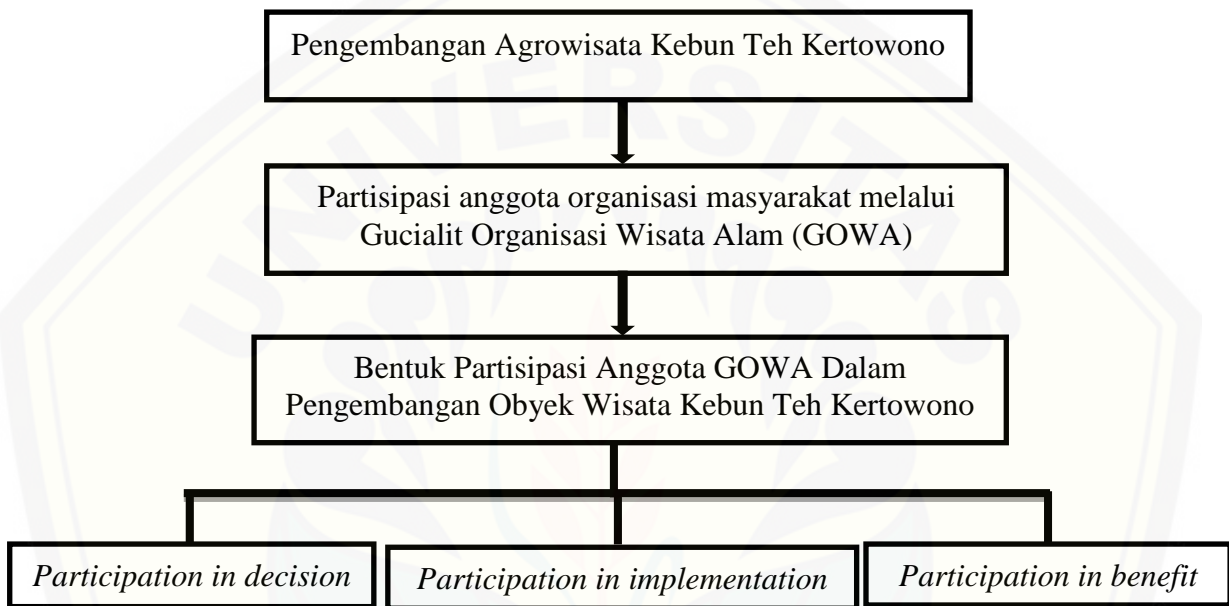 Pengembangan Agrowisata Kebun Teh Kertowono
Partisipasi anggota organisasi masyarakat melalui
Gucialit Organisasi Wisata Alam (GOWA)
Bentuk Partisipasi Anggota GOWA Dalam
Pengembangan Obyek Wisata Kebun Teh Kertowono
Participation in decision
Participation in implementation
Participation in benefit
UNIVERSITAS